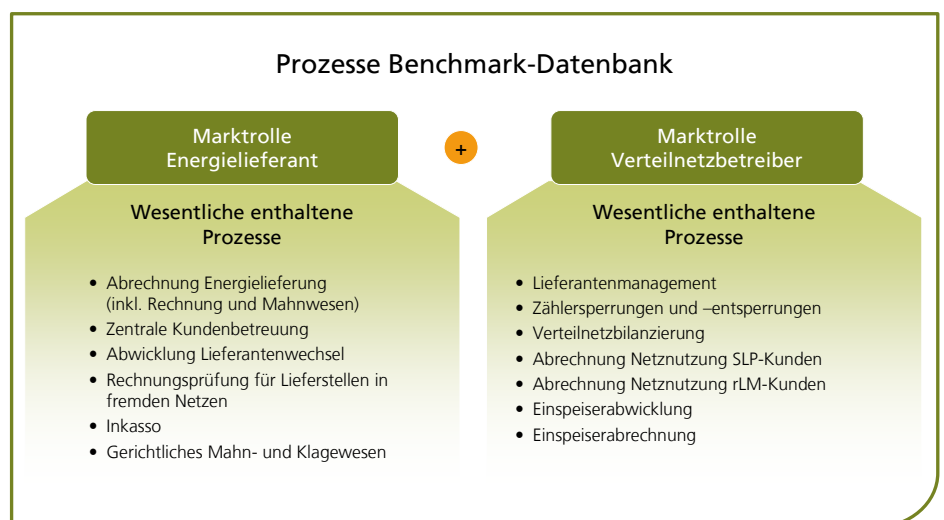 Prozesse Benchmark-Datenbank
Marktrolle
Energielieferant
+
Marktrolle
Verteilnetzbetreiber
Wesentliche enthaltene
Prozesse
• Abrechnung Energielieferung
(inkl. Rechnung und Mahnwesen)
• Zentrale Kundenbetreuung
• Abwicklung Lieferantenwechsel
• Rechnungsprüfung für Lieferstellen in
fremden Netzen
• Inkasso
• Gerichtliches Mahn- und Klagewesen
Wesentliche enthaltene
Prozesse
• Lieferantenmanagement
• Zählersperrungen und –entsperrungen
• Verteilnetzbilanzierung
• Abrechnung Netznutzung SLP-Kunden
• Abrechnung Netznutzung rLM-Kunden
• Einspeiserabwicklung
• Einspeiserabrechnung